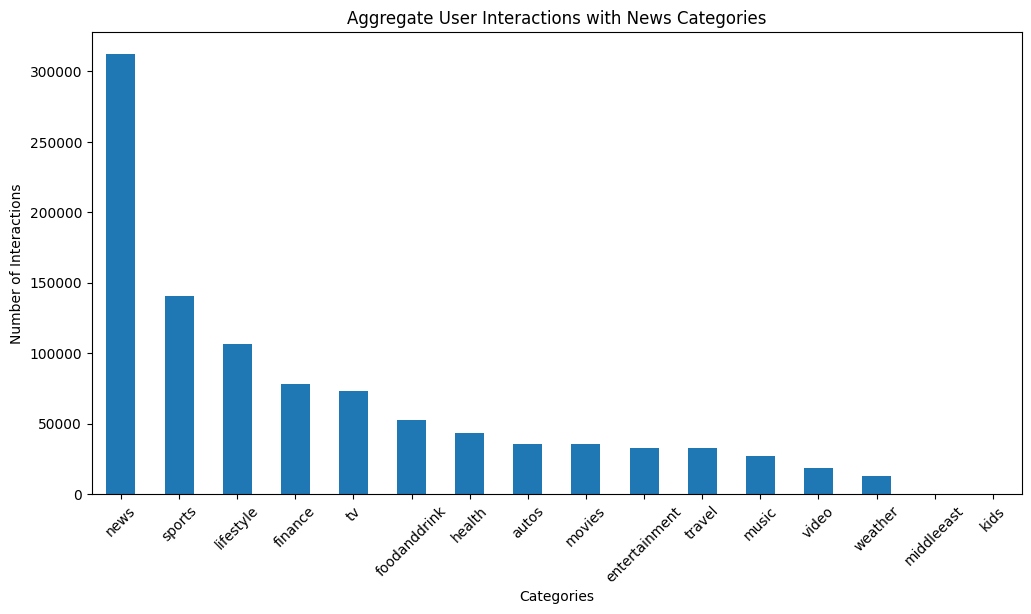 Aggregate User Interactions with News Categories
Number of Interactions
300000
250000
200000
150000
100000
50000
0
news
sports
lifestyle
finance
tv
foodanddrink
health
autos
movies
entertainment
travel
music
video
weather
middleeast
kids
Categories